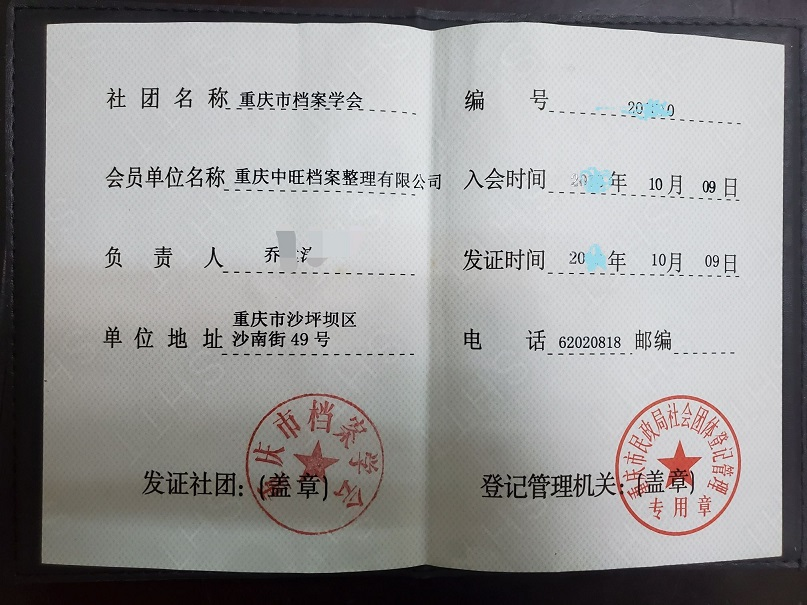 社团名称 重庆市档案学会
会员单位名称 重庆中旺档案整理有限公司
负责人 乔
单位地址 重庆市沙坪坝区
沙南街49号
发证社团：(盖章)
重庆市档案学会
编号 20 0
入会时间 年 10月 09日
发证时间 20 年 10月 09日
电话 62020818 邮编
登记管理机关：(盖章)
重庆市民政局社会团体登记管理
专用章